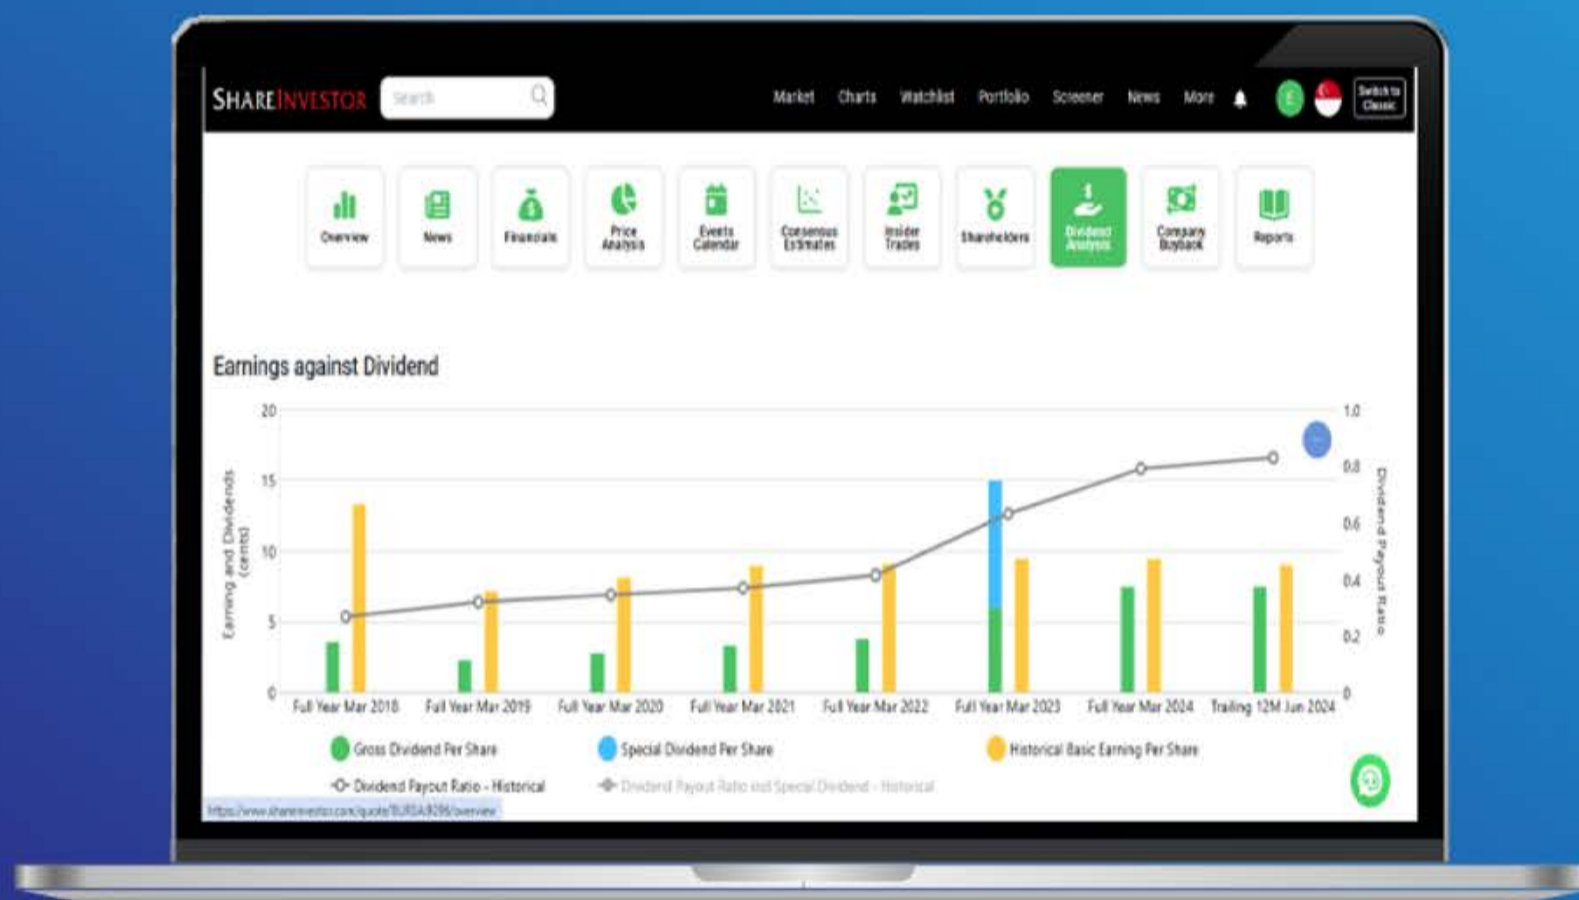 SHAREINVESTOR
Search
Market Charts Watchlist Portfolio Screener News More
E
Switch to
Classic
Overview
News
Financials
Price
Analysis
Events
Calendar
Consensus
Estimates
Insider
Trades
Shareholders
Dividend
Analysis
Company
Buyback
Reports
Earnings against Dividend
Earning and Dividends
(cents)
20
15
10
5
0
1.0
0.8
0.6
0.4
0.2
0
Dividend Payout Ratio
Full Year Mar 2018 Full Year Mar 2019 Full Year Mar 2020 Full Year Mar 2021 Full Year Mar 2022 Full Year Mar 2023 Full Year Mar 2024 Trailing 12M Jun 2024
Gross Dividend Per Share Special Dividend Per Share Historical Basic Earning Per Share
Dividend Payout Ratio - Historical Dividend Payout Ratio incl Special Dividend - Historical